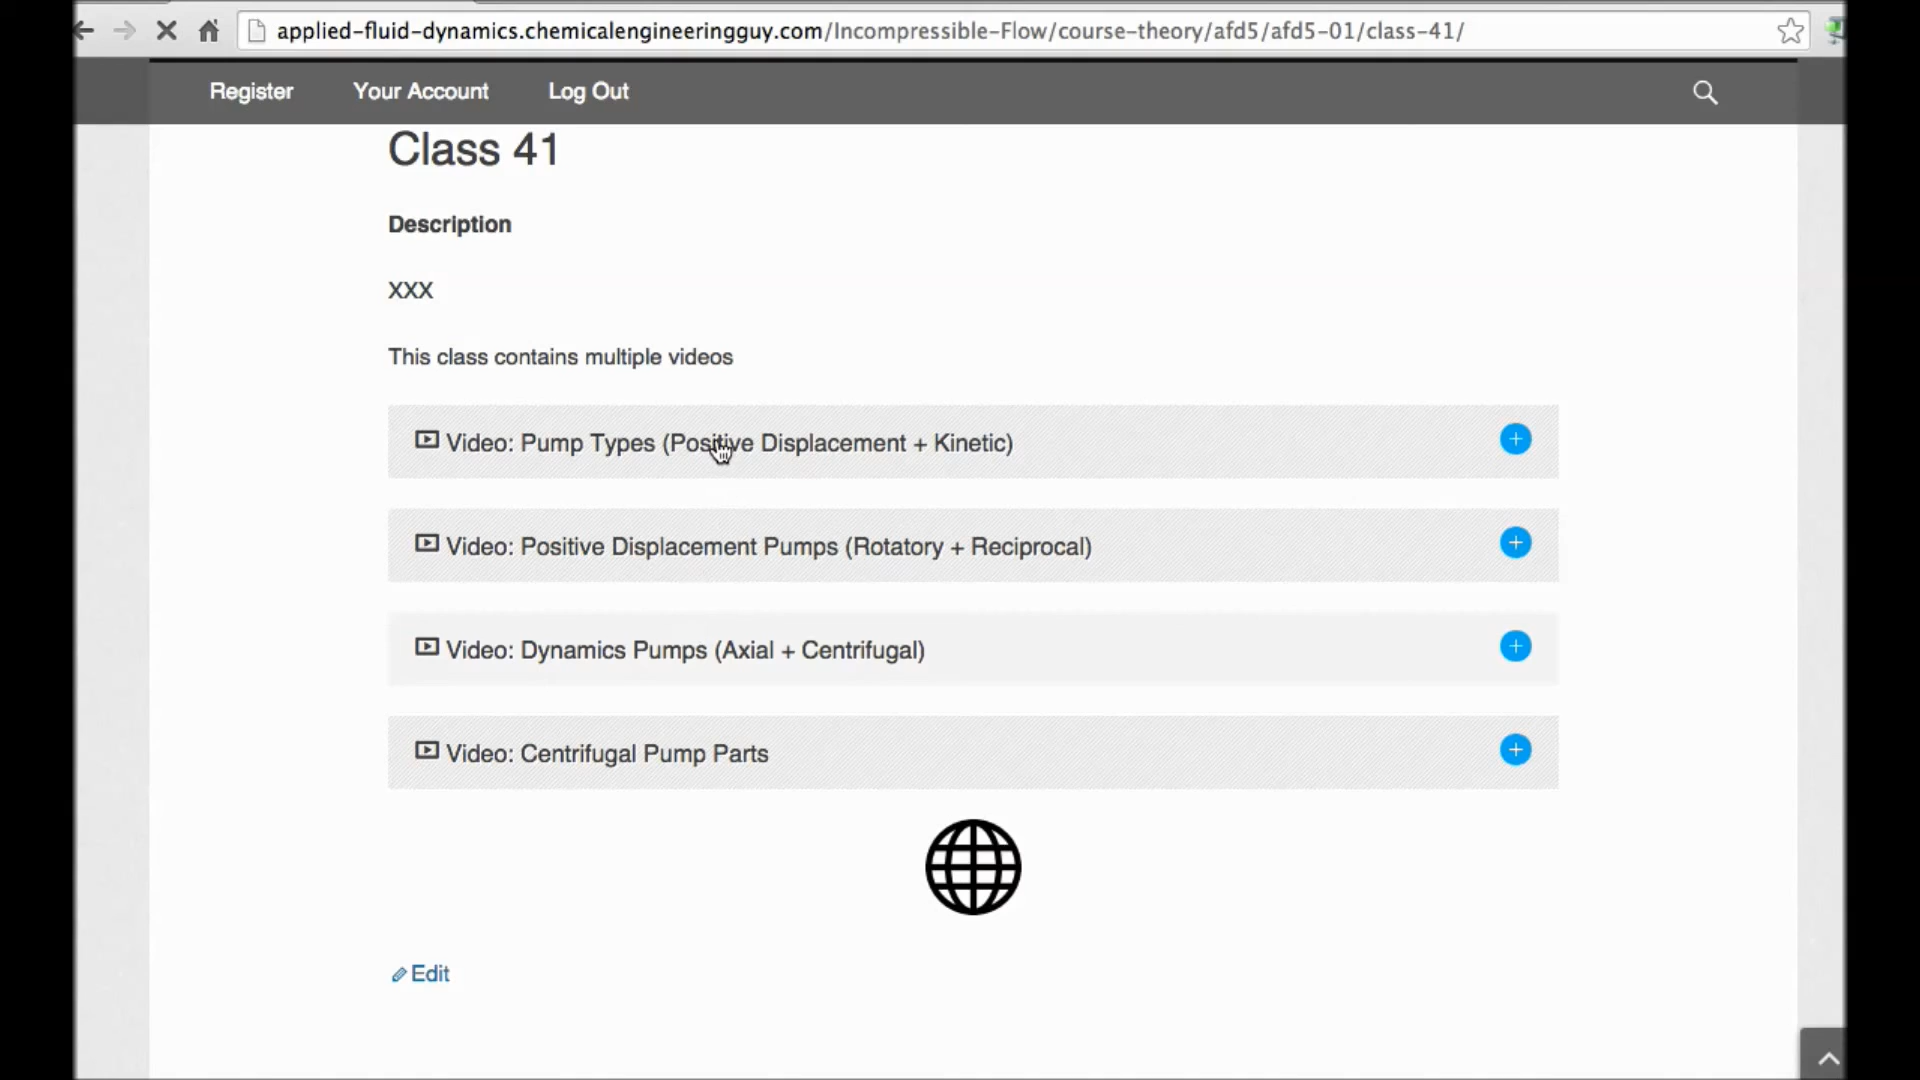 applied-fluid-dynamics.chemicalengineeringguy.com/Incompressible-Flow/course-theory/afd5/afd5-01/class-41/
Register Your Account Log Out
Class 41
Description
XXX
This class contains multiple videos
Video: Pump Types (Positive Displacement + Kinetic)
Video: Positive Displacement Pumps (Rotatory + Reciprocal)
Video: Dynamics Pumps (Axial + Centrifugal)
Video: Centrifugal Pump Parts
Edit